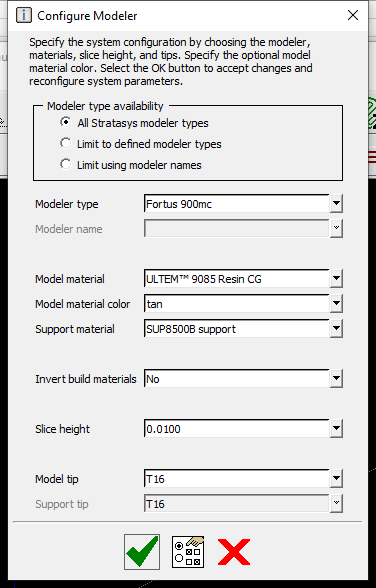 Configure Modeler
Specify the system configuration by choosing the modeler,
materials, slice height, and tips. Specify the optional model
material color. Select the OK button to accept changes and
reconfigure system parameters.
Modeler type availability
All Stratasys modeler types
Limit to defined modeler types
Limit using modeler names
Modeler type Fortus 900mc
Modeler name
Model material ULTEM™ 9085 Resin CG
Model material color tan
Support material SUP8500B support
Invert build materials No
Slice height 0.0100
Model tip T16
Support tip T16